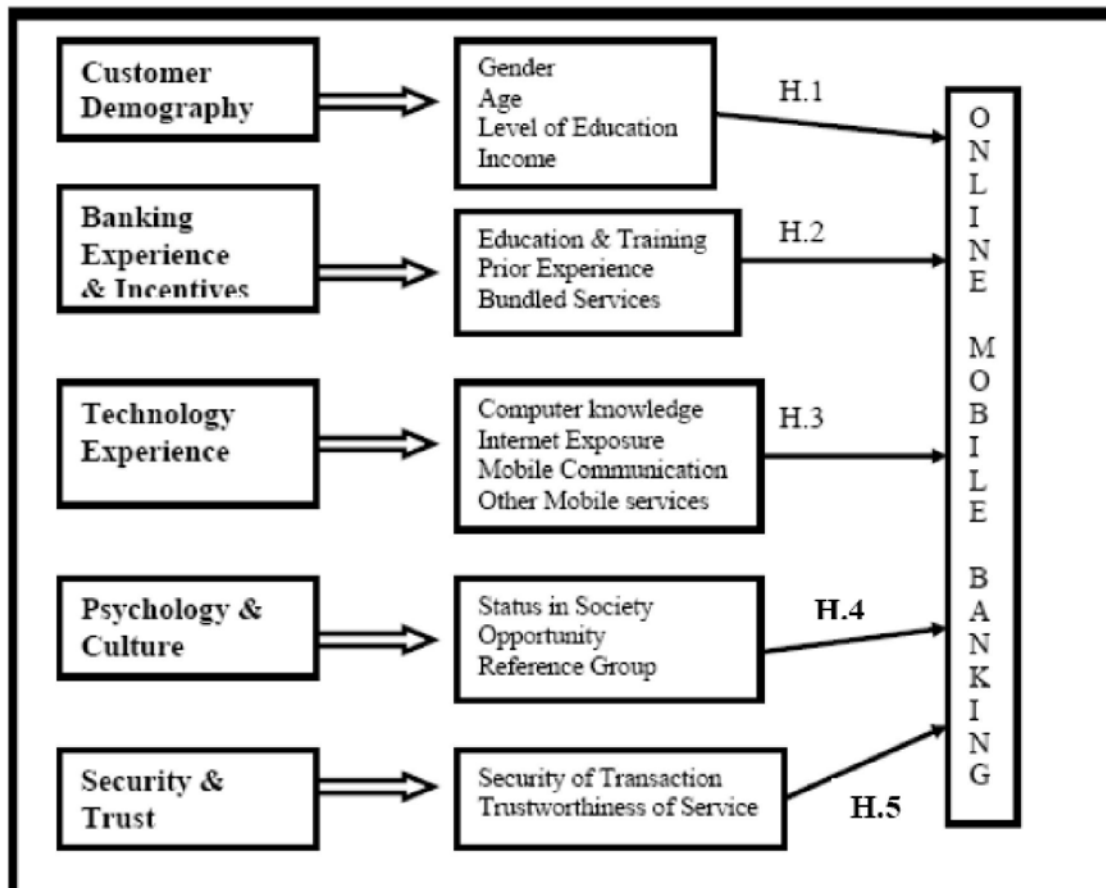 Customer
Demography
Gender
Age
Level of Education
Income
H.1
Banking
Experience
& Incentives
Education & Training
Prior Experience
Bundled Services
H.2
Technology
Experience
Computer knowledge
Internet Exposure
Mobile Communication
Other Mobile services
H.3
Psychology &
Culture
Status in Society
Opportunity
Reference Group
H.4
Security &
Trust
Security of Transaction
Trustworthiness of Service
H.5
ONLINE MOBILE BANKING